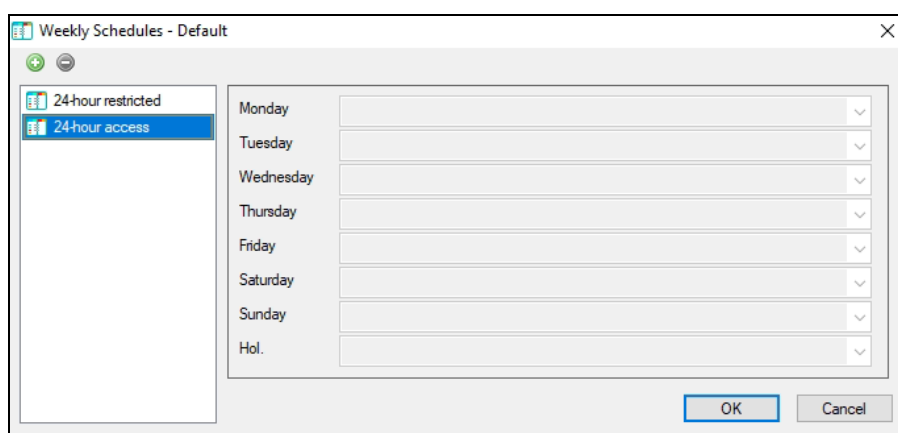 Weekly Schedules - Default
24-hour restricted
24-hour access
Monday
Tuesday
Wednesday
Thursday
Friday
Saturday
Sunday
Hol.
OK
Cancel